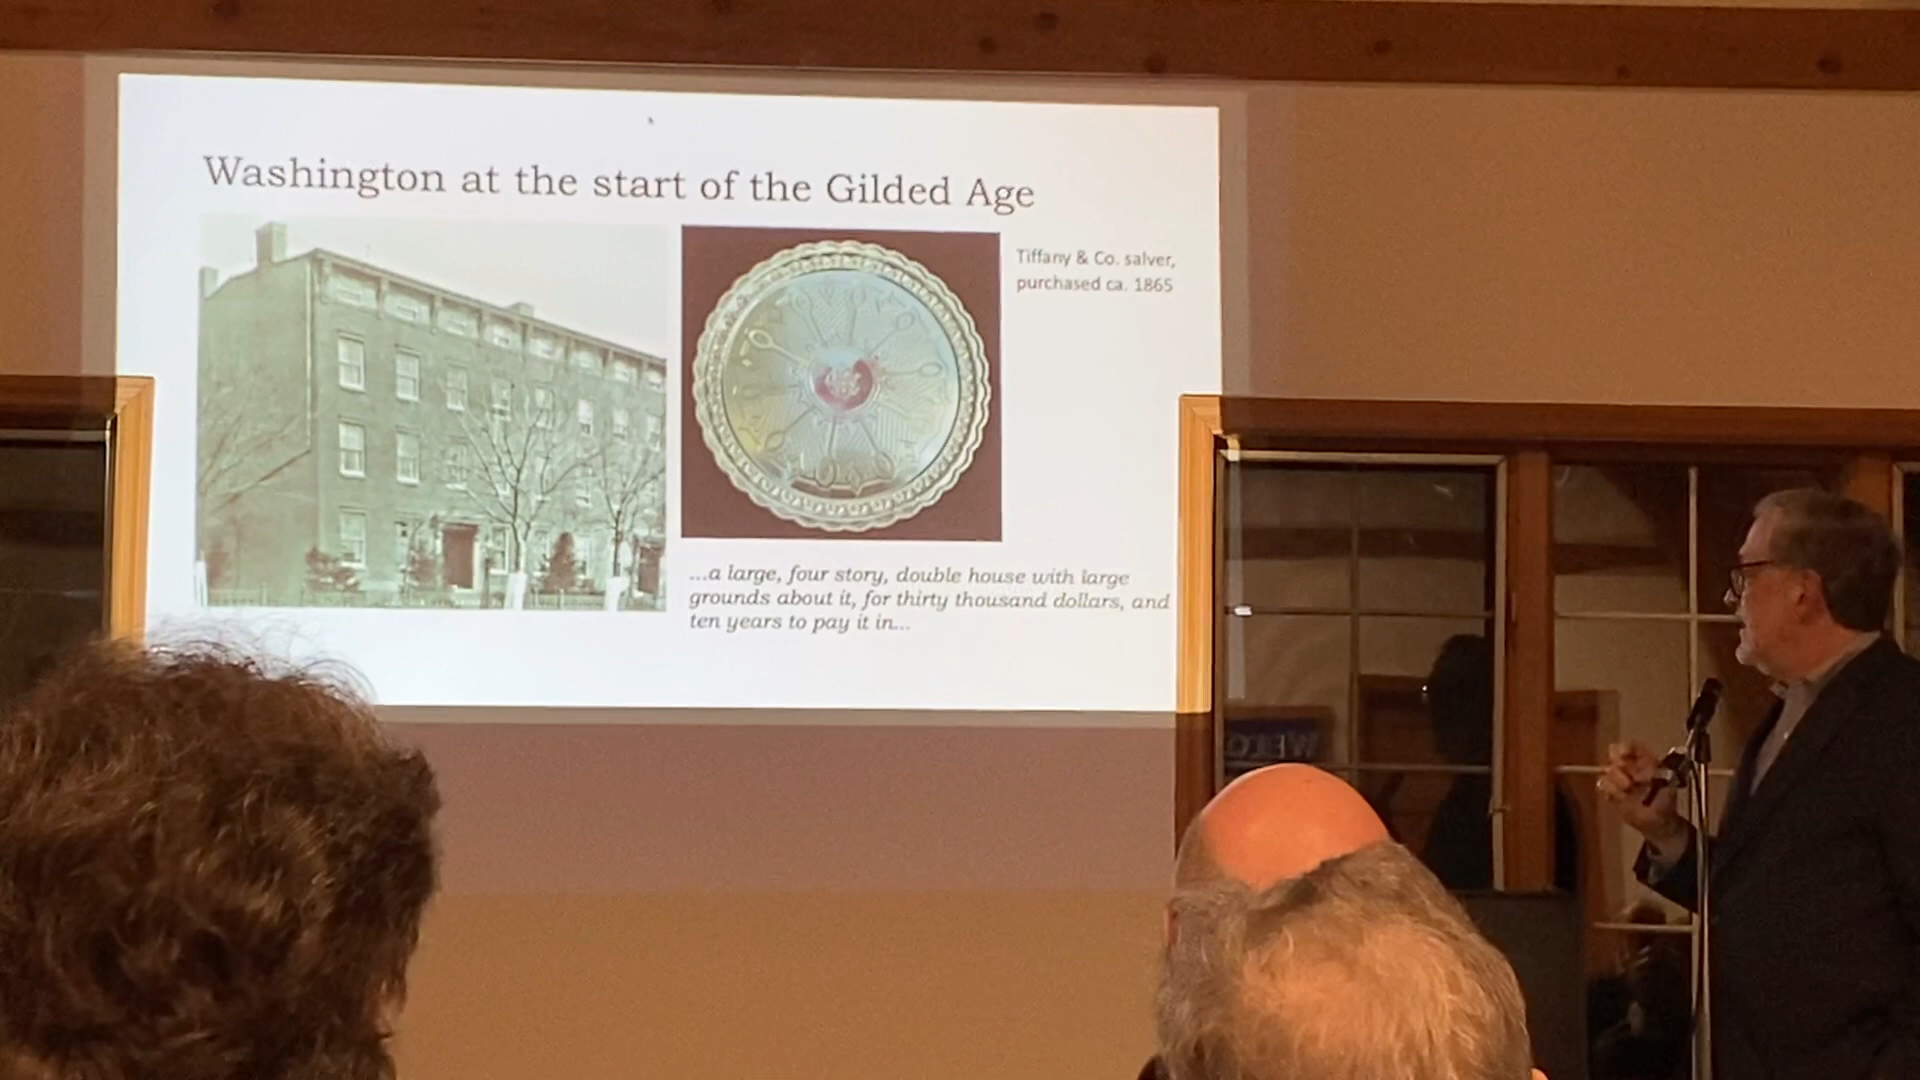 Washington at the start of the Gilded Age
Tiffany & Co. salver,
purchased ca. 1865
...a large, four story, double house with large
grounds about it, for thirty thousand dollars, and
ten years to pay it in...